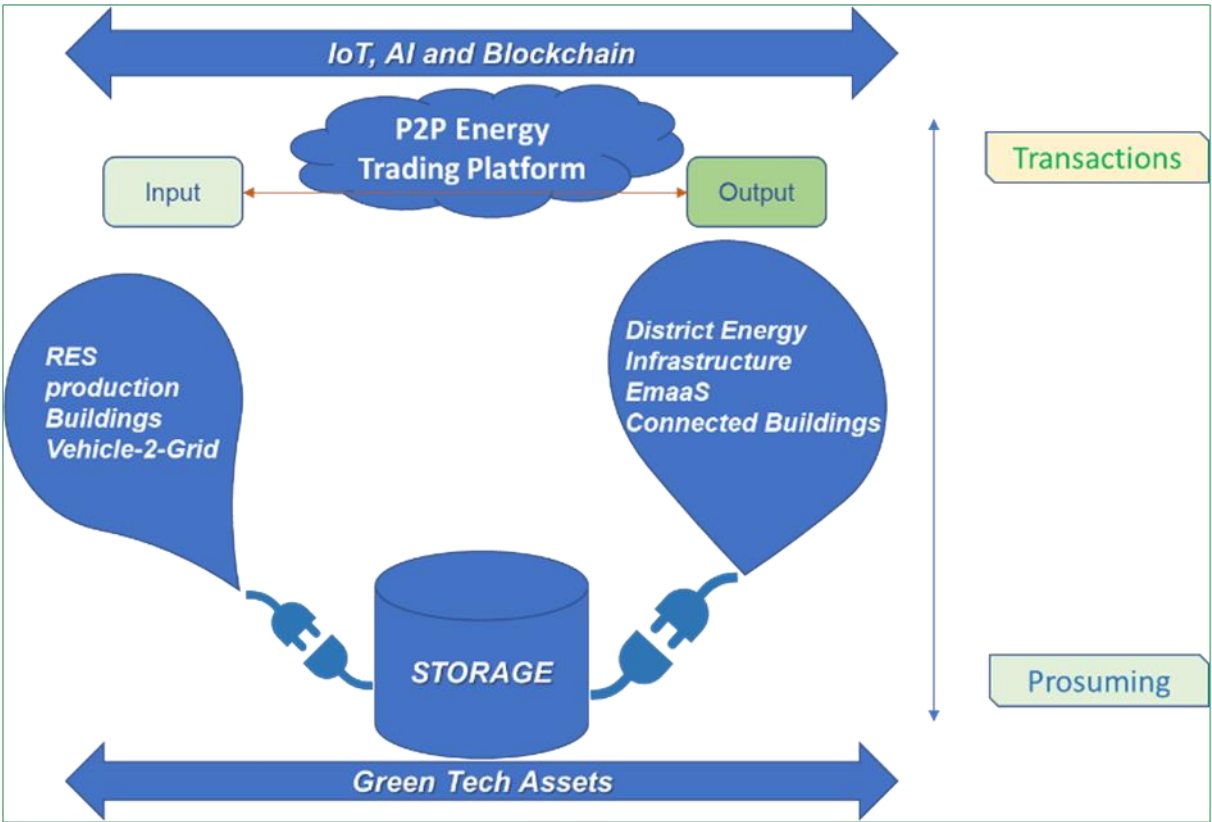 IoT, AI and Blockchain
P2P Energy
Trading Platform
Transactions
Input
Output
RES
production
Buildings
Vehicle-2-Grid
District Energy
Infrastructure
EmaaS
Connected Buildings
STORAGE
Prosuming
Green Tech Assets